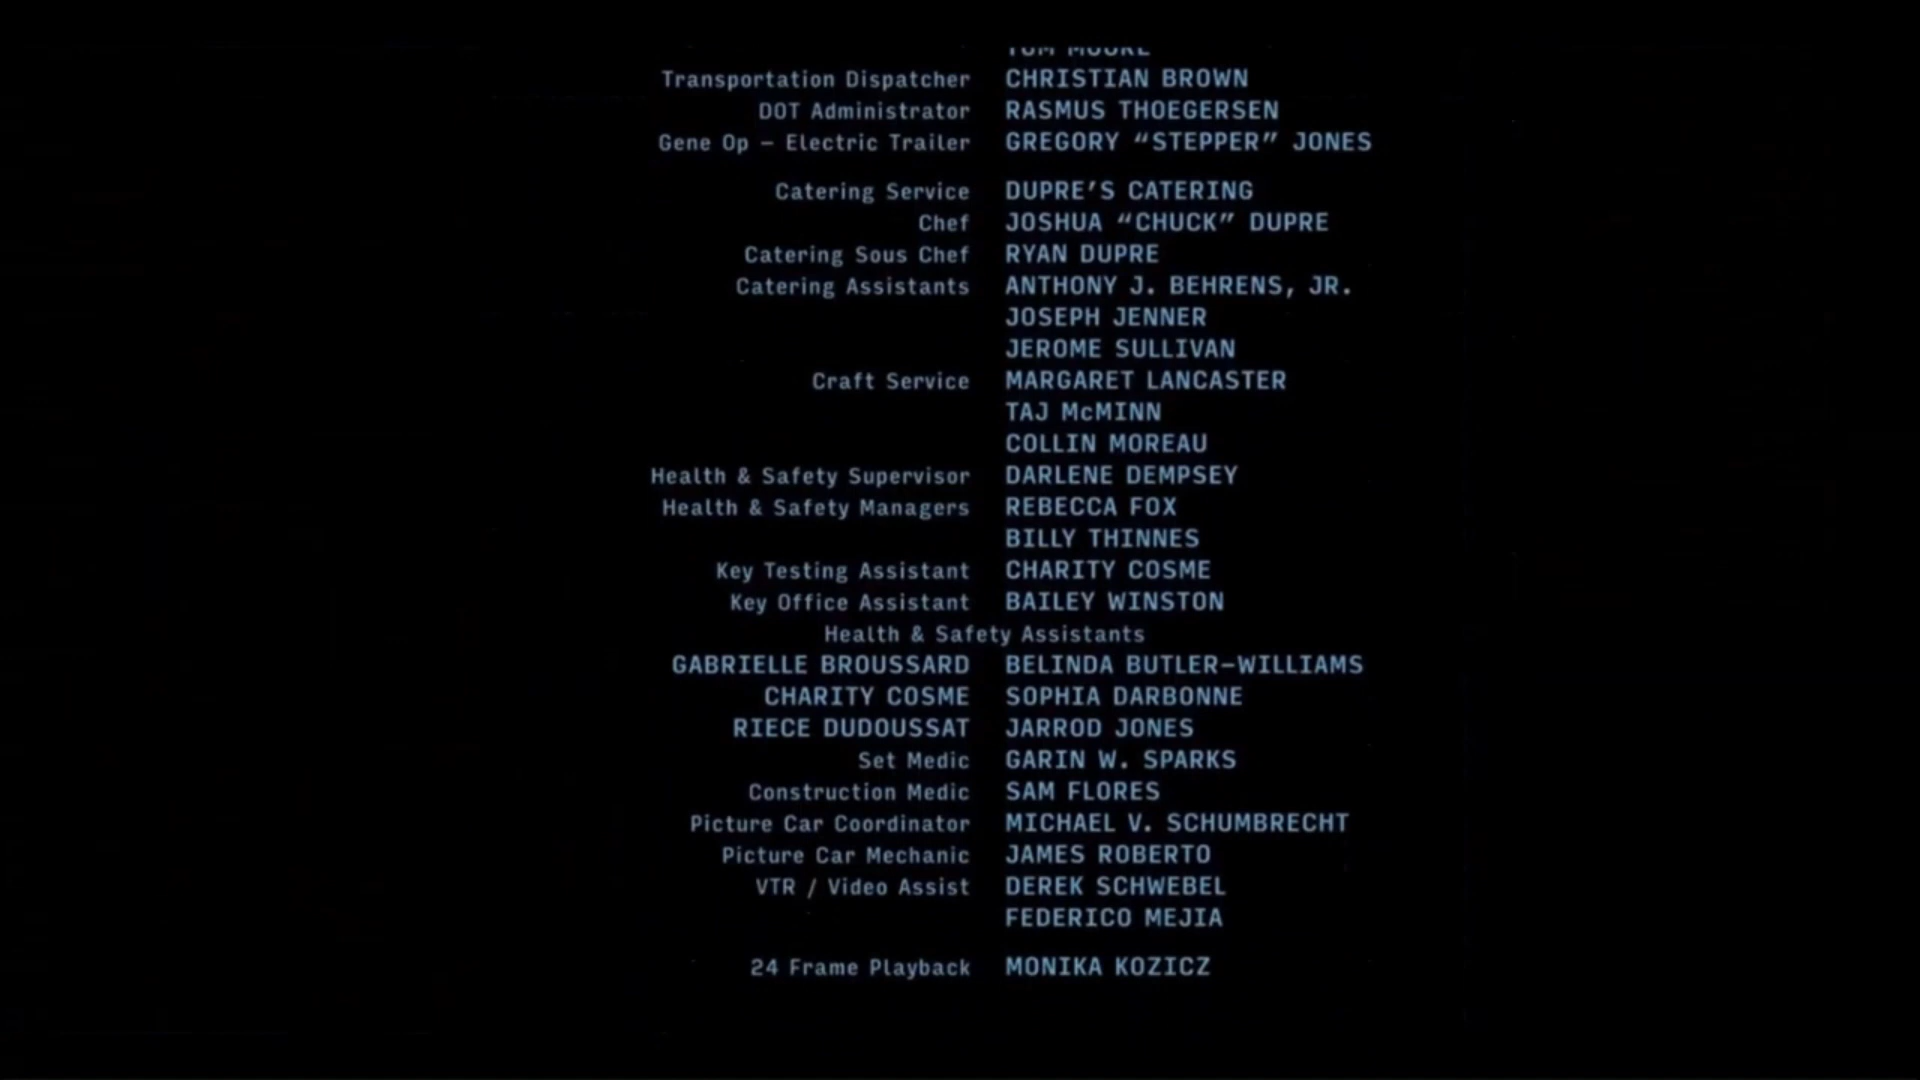 TOM MOORE
Transportation Dispatcher CHRISTIAN BROWN
DOT Administrator RASMUS THOEGERSEN
Gene Op – Electric Trailer GREGORY “STEPPER” JONES
Catering Service DUPRE’S CATERING
Chef JOSHUA “CHUCK” DUPRE
Catering Sous Chef RYAN DUPRE
Catering Assistants ANTHONY J. BEHRENS, JR.
JOSEPH JENNER
JEROME SULLIVAN
Craft Service MARGARET LANCASTER
TAJ McMINN
COLLIN MOREAU
Health & Safety Supervisor DARLENE DEMPSEY
Health & Safety Managers REBECCA FOX
BILLY THINNES
Key Testing Assistant CHARITY COSME
Key Office Assistant BAILEY WINSTON
Health & Safety Assistants
GABRIELLE BROUSSARD BELINDA BUTLER–WILLIAMS
CHARITY COSME SOPHIA DARBONNE
RIECE DUDOUSSAT JARROD JONES
Set Medic GARIN W. SPARKS
Construction Medic SAM FLORES
Picture Car Coordinator MICHAEL V. SCHUMBRECHT
Picture Car Mechanic JAMES ROBERTO
VTR / Video Assist DEREK SCHWEBEL
FEDERICO MEJIA
24 Frame Playback MONIKA KOZICZ